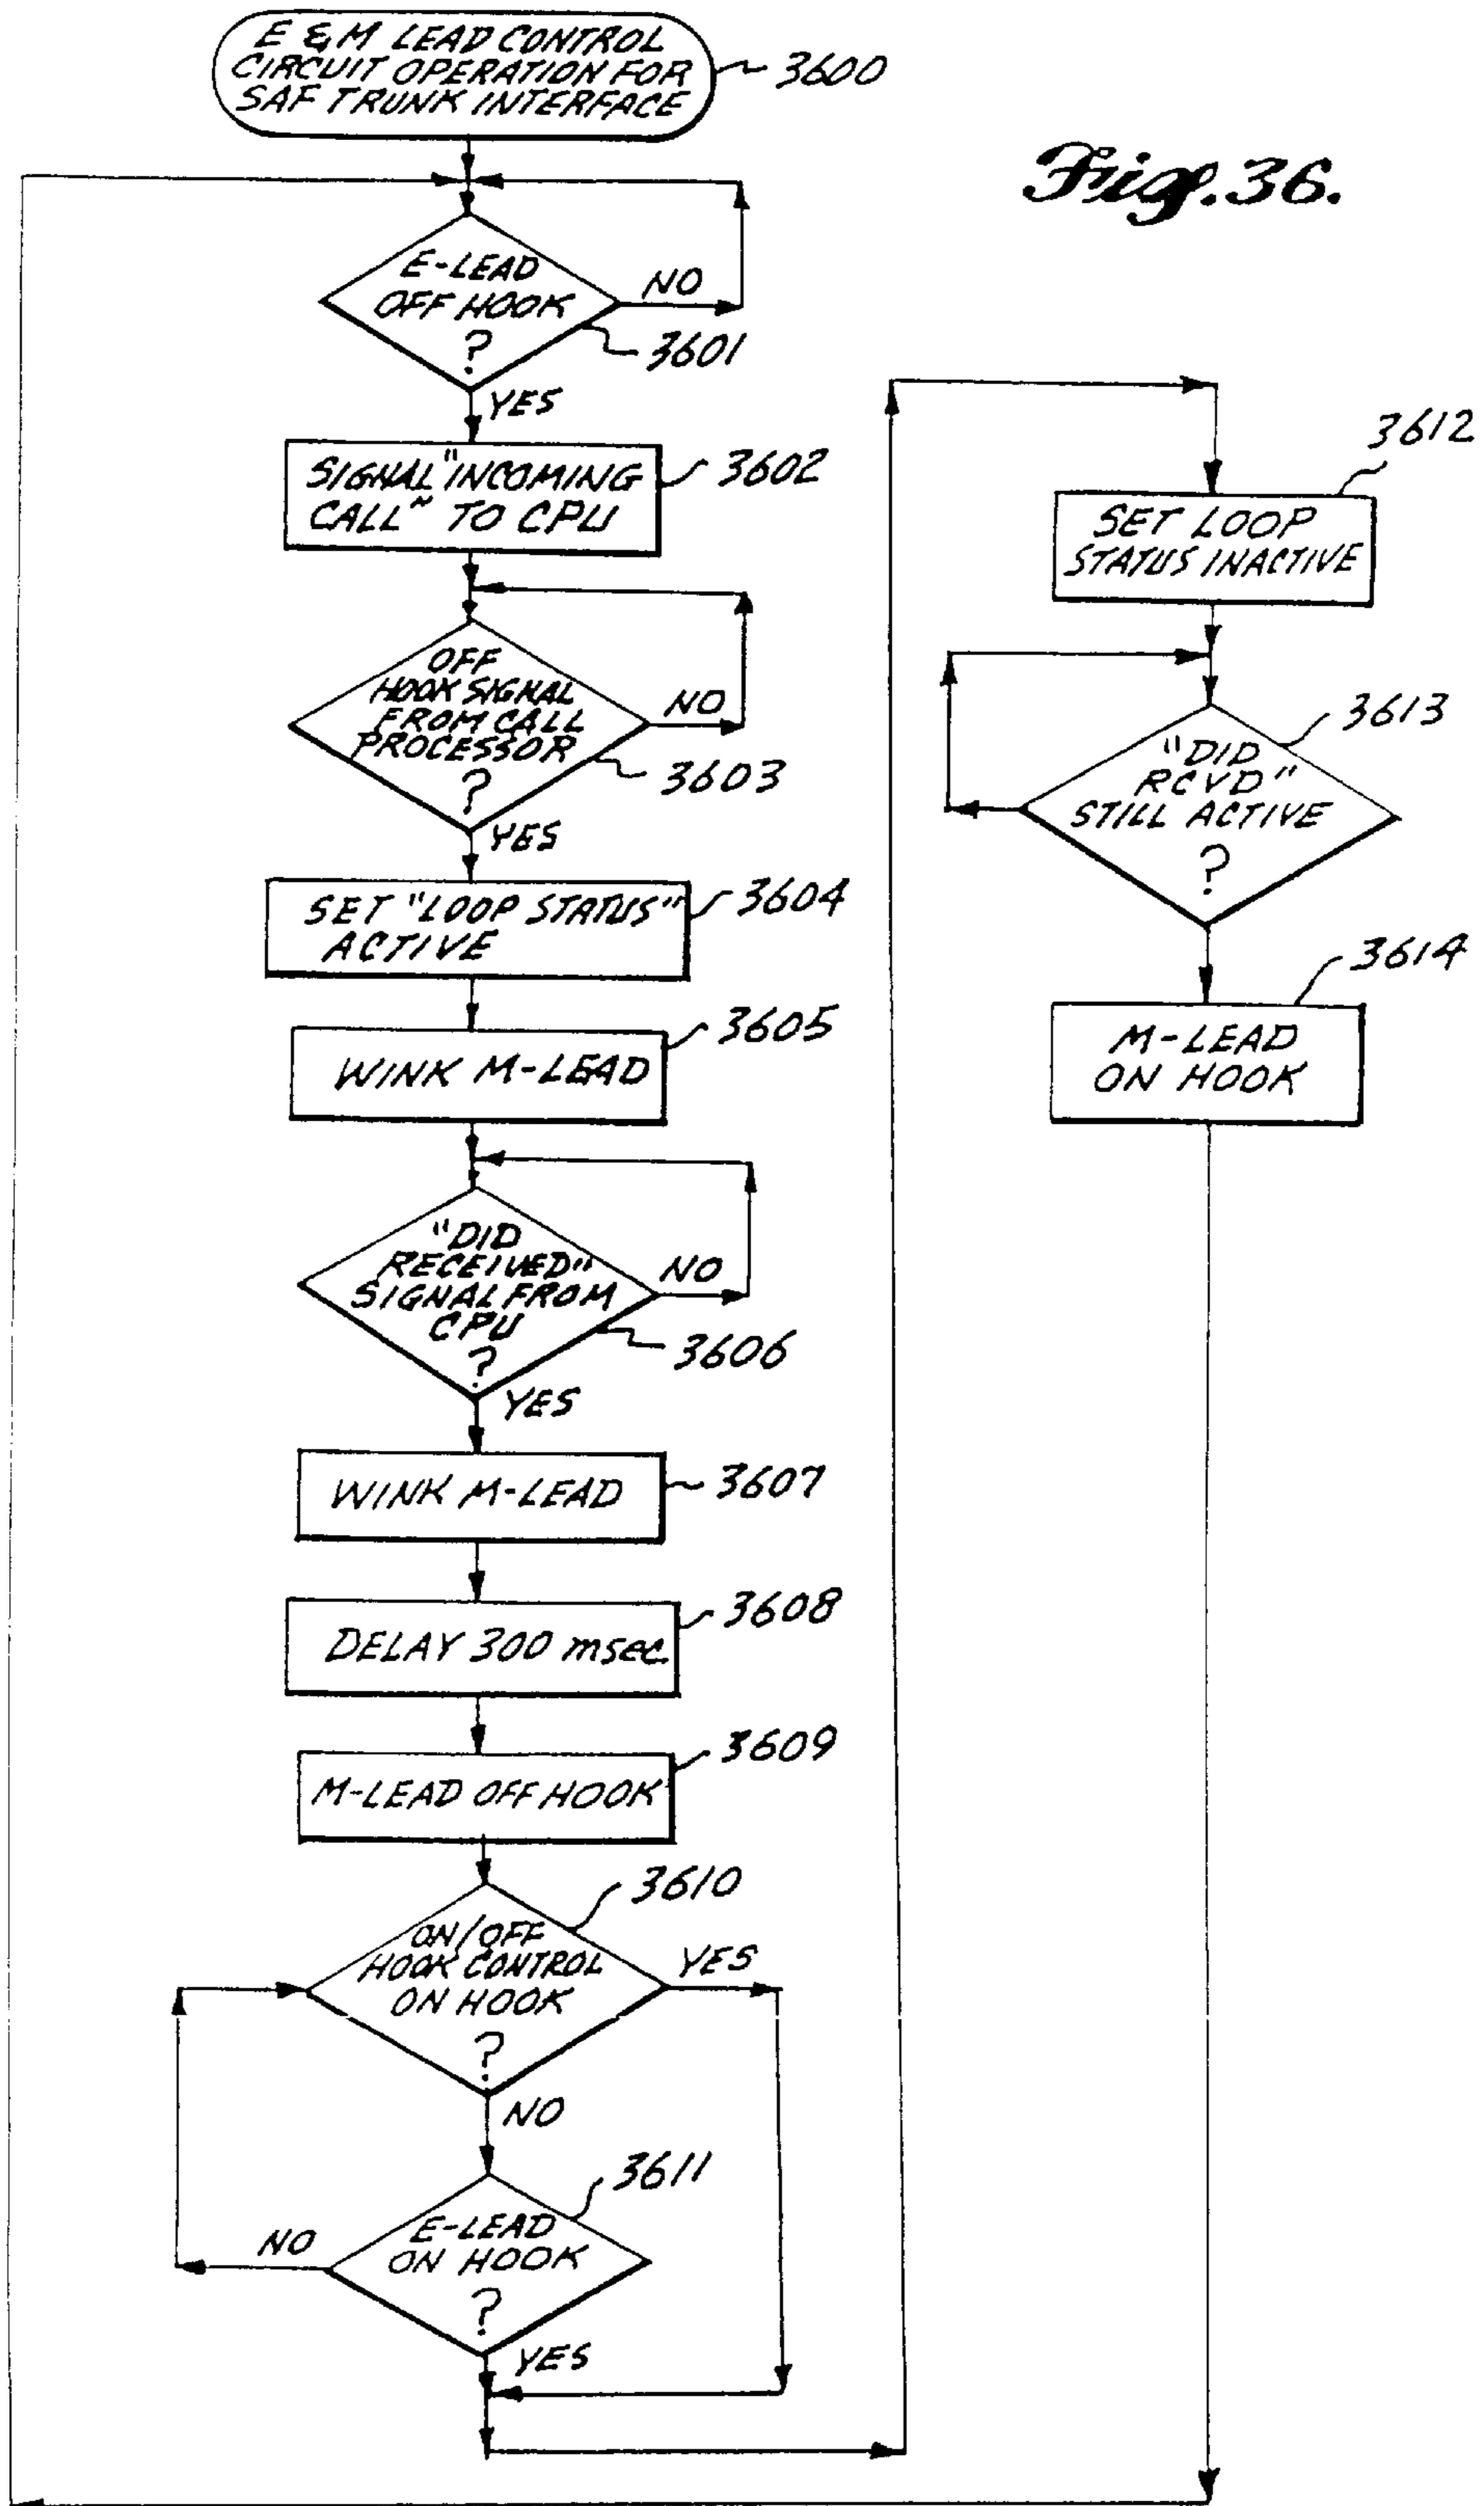 E & M LEAD CONTROL
CIRCUIT OPERATION FOR
SAF TRUNK INTERFACE
3600
Fig. 36.
E-LEAD
OFF HOOK
?
NO
3601
YES
SIGNAL "INCOMING
CALL" TO CPU
3602
OFF
HOOK SIGNAL
FROM CALL
PROCESSOR
?
NO
3603
YES
SET "LOOP STATUS"
ACTIVE
3604
WINK M-LEAD
3605
"DID
RECEIVED"
SIGNAL FROM
CPU
?
NO
3606
YES
WINK M-LEAD
3607
DELAY 300 msec.
3608
M-LEAD OFF HOOK
3609
ON/OFF
HOOK CONTROL
ON HOOK
?
3610
YES
NO
E-LEAD
ON HOOK
?
3611
NO
YES
3612
SET LOOP
STATUS INACTIVE
3613
"DID
RCVD"
STILL ACTIVE
?
3614
M-LEAD
ON HOOK